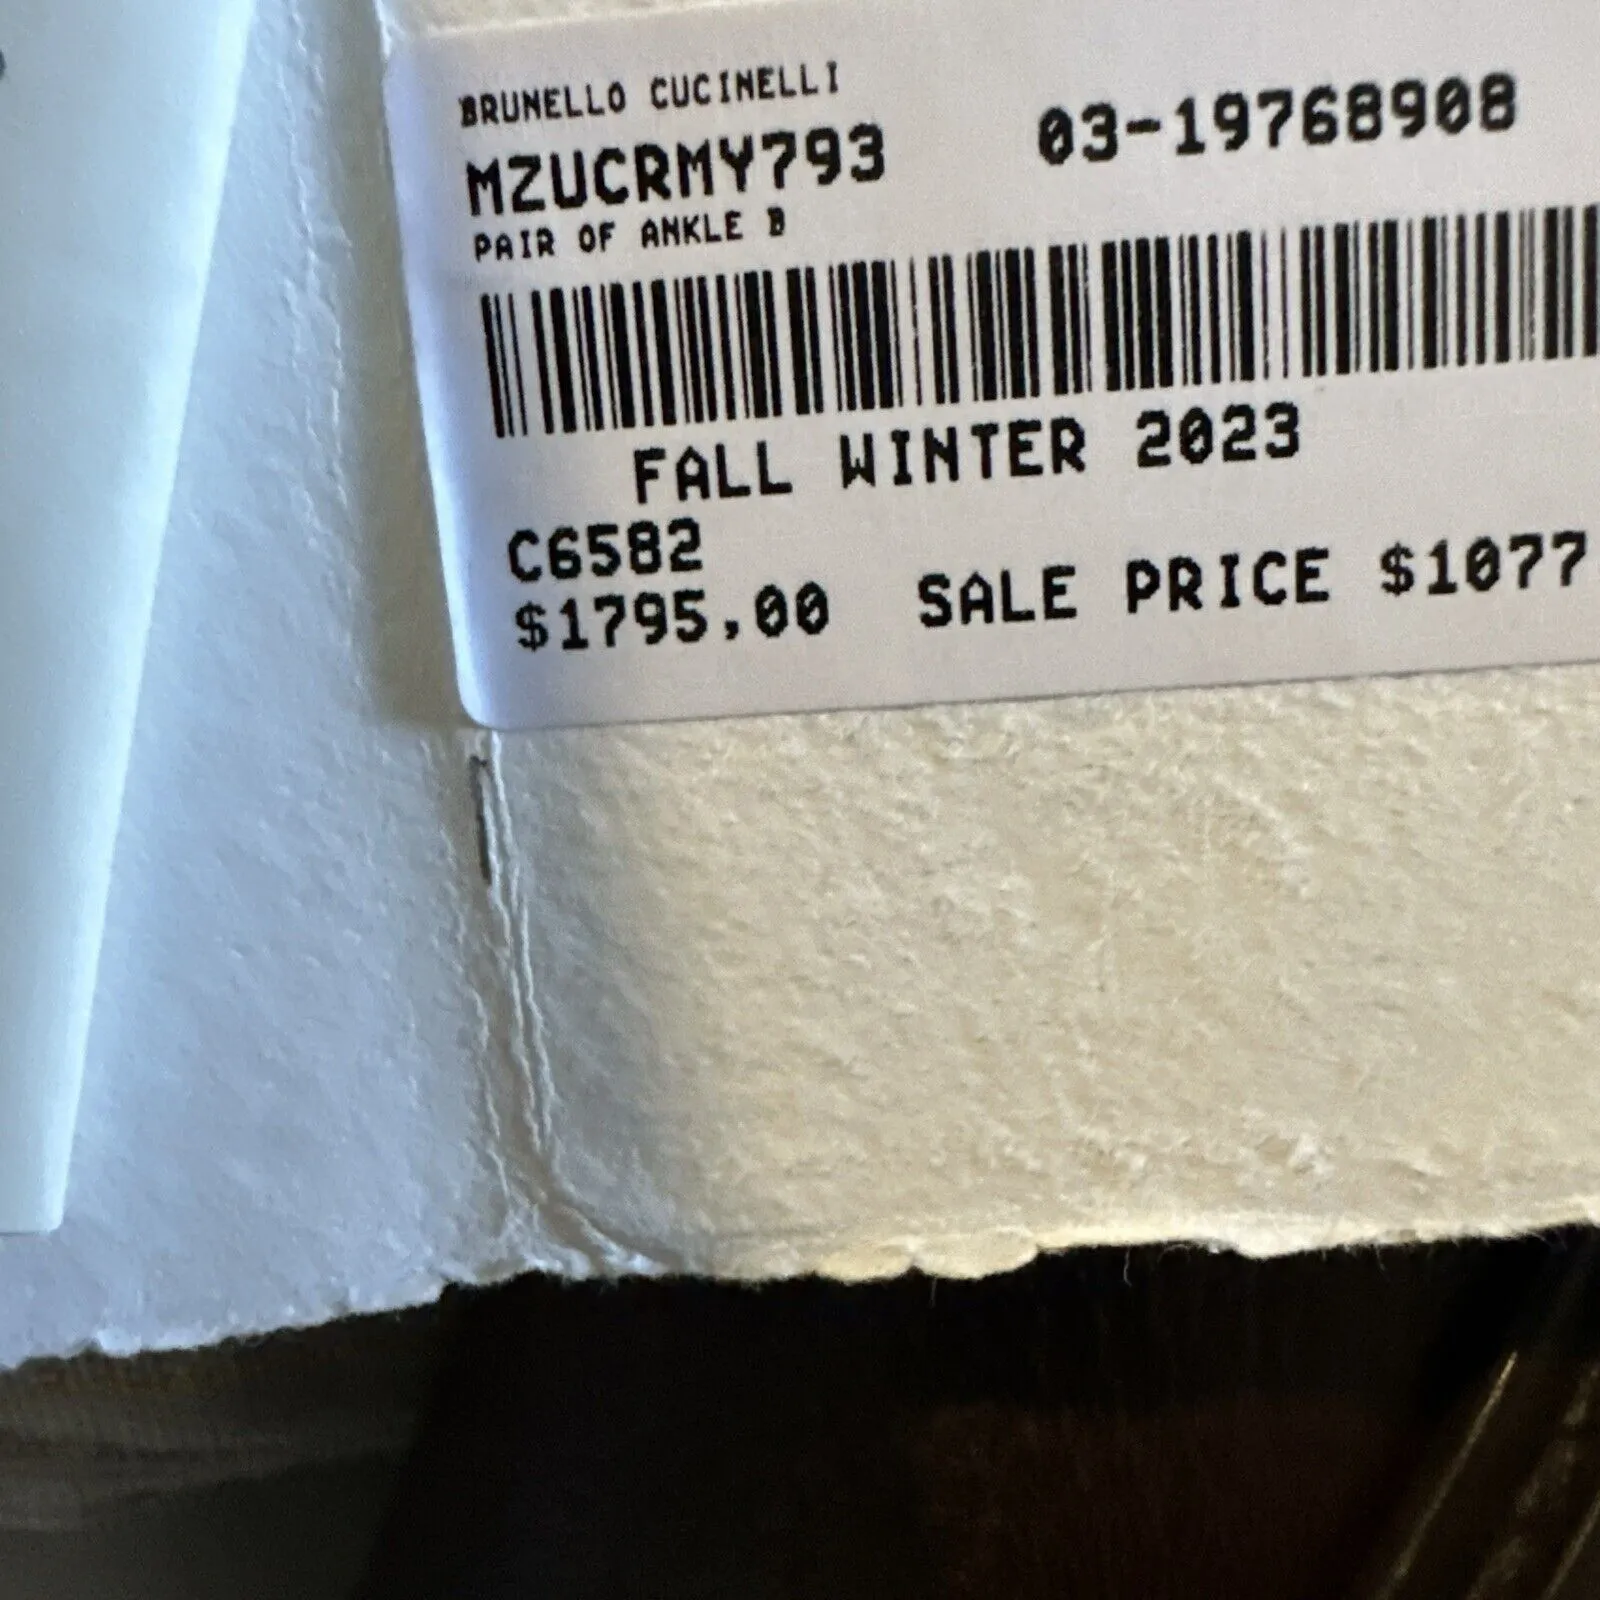 BRUNELLO CUCINELLI
MZUCRMY793 03-19768908
PAIR OF ANKLE B
FALL WINTER 2023
C6582
$1795,00 SALE PRICE $1077